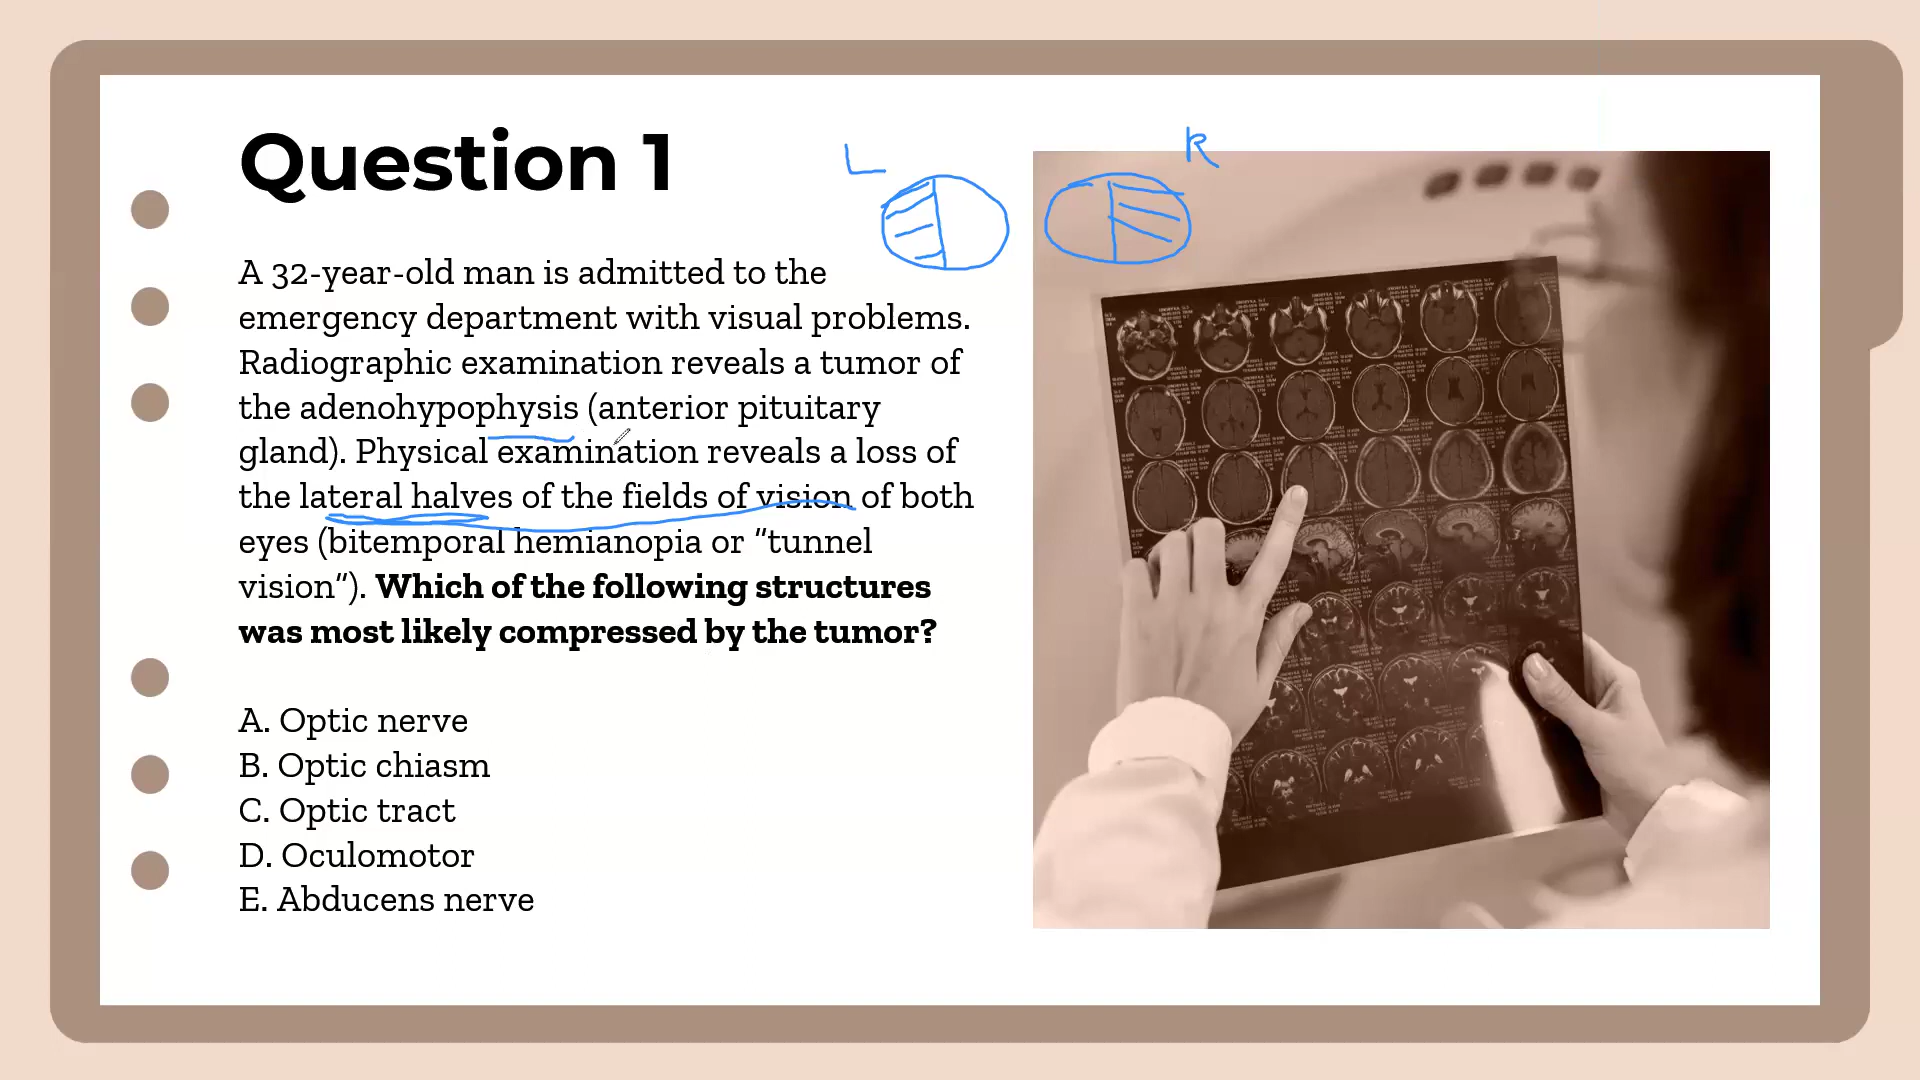 Question 1
L
R
A 32-year-old man is admitted to the
emergency department with visual problems.
Radiographic examination reveals a tumor of
the adenohypophysis (anterior pituitary
gland). Physical examination reveals a loss of
the lateral halves of the fields of vision of both
eyes (bitemporal hemianopia or "tunnel
vision"). Which of the following structures
was most likely compressed by the tumor?
A. Optic nerve
B. Optic chiasm
C. Optic tract
D. Oculomotor
E. Abducens nerve